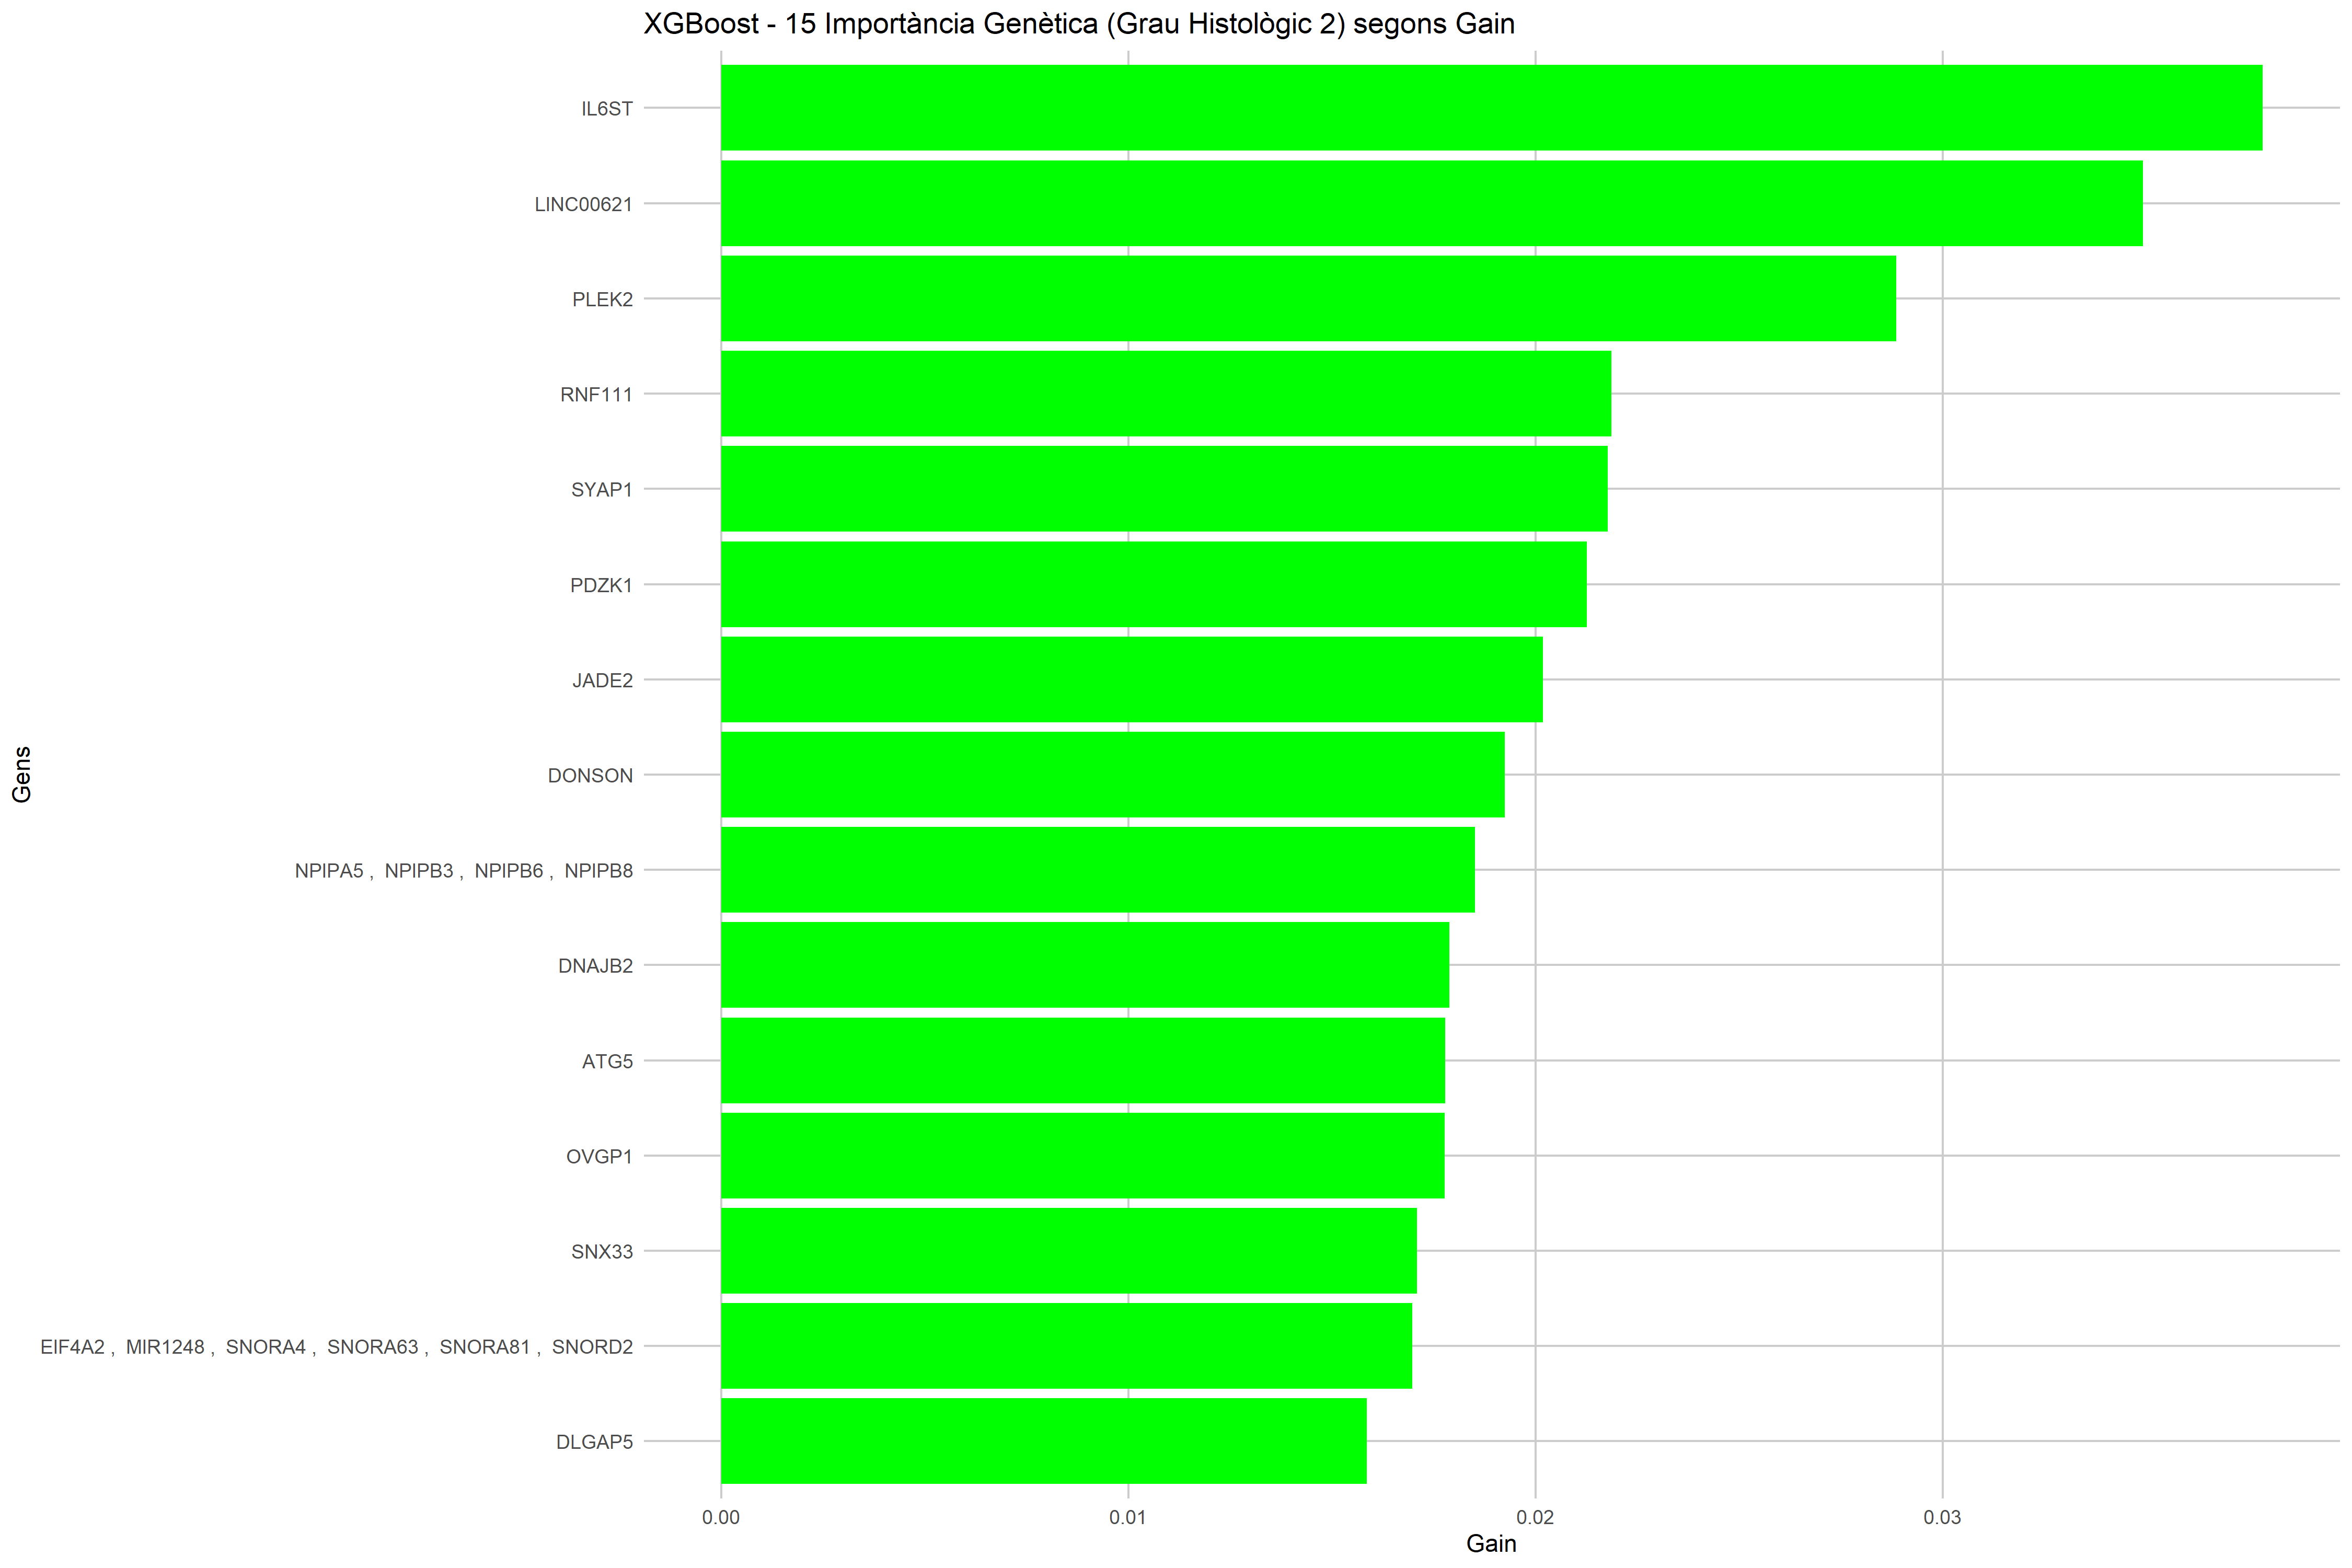 XGBoost - 15 Importància Genètica (Grau Histològic 2) segons Gain
Gens
IL6ST
LINC00621
PLEK2
RNF111
SYAP1
PDZK1
JADE2
DONSON
NPIPA5 , NPIPB3 , NPIPB6 , NPIPB8
DNAJB2
ATG5
OVGP1
SNX33
EIF4A2 , MIR1248 , SNORA4 , SNORA63 , SNORA81 , SNORD2
DLGAP5
0.00 0.01 0.02 0.03
Gain